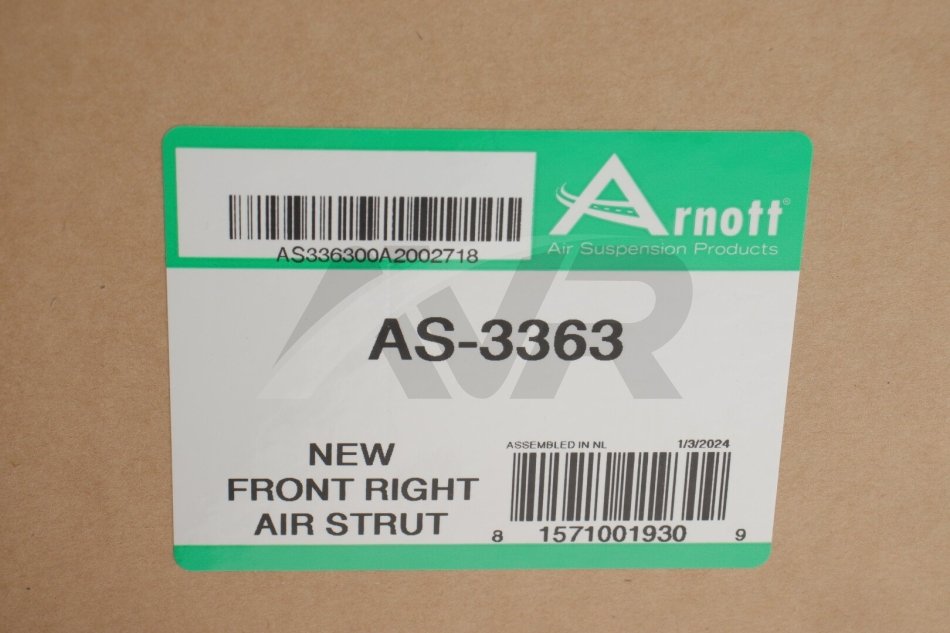 AS336300A2002718
Arnott®
Air Suspension Products
AVR
AS-3363
NEW
FRONT RIGHT
AIR STRUT
ASSEMBLED IN NL 1/3/2024
8 1571001930 9